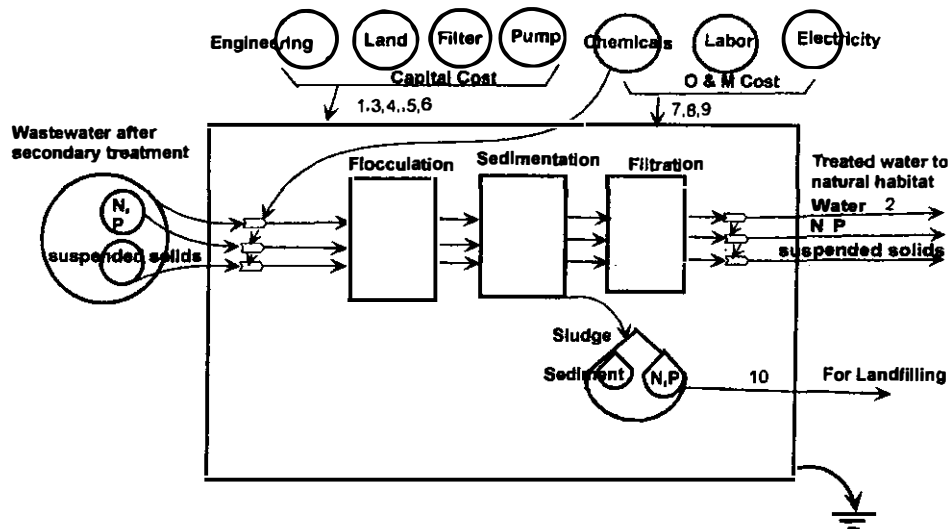 Engineering Land Filter Pump Chemicals Labor Electricity
Capital Cost
O & M Cost
1,3,4,.5,6
7,8,9
Wastewater after
secondary treatment
N,
P
suspended solids
Flocculation
Sedimentation
Filtration
Treated water to
natural habitat
Water 2
N P
suspended solids
Sludge
Sediment
N,P
10
For Landfilling